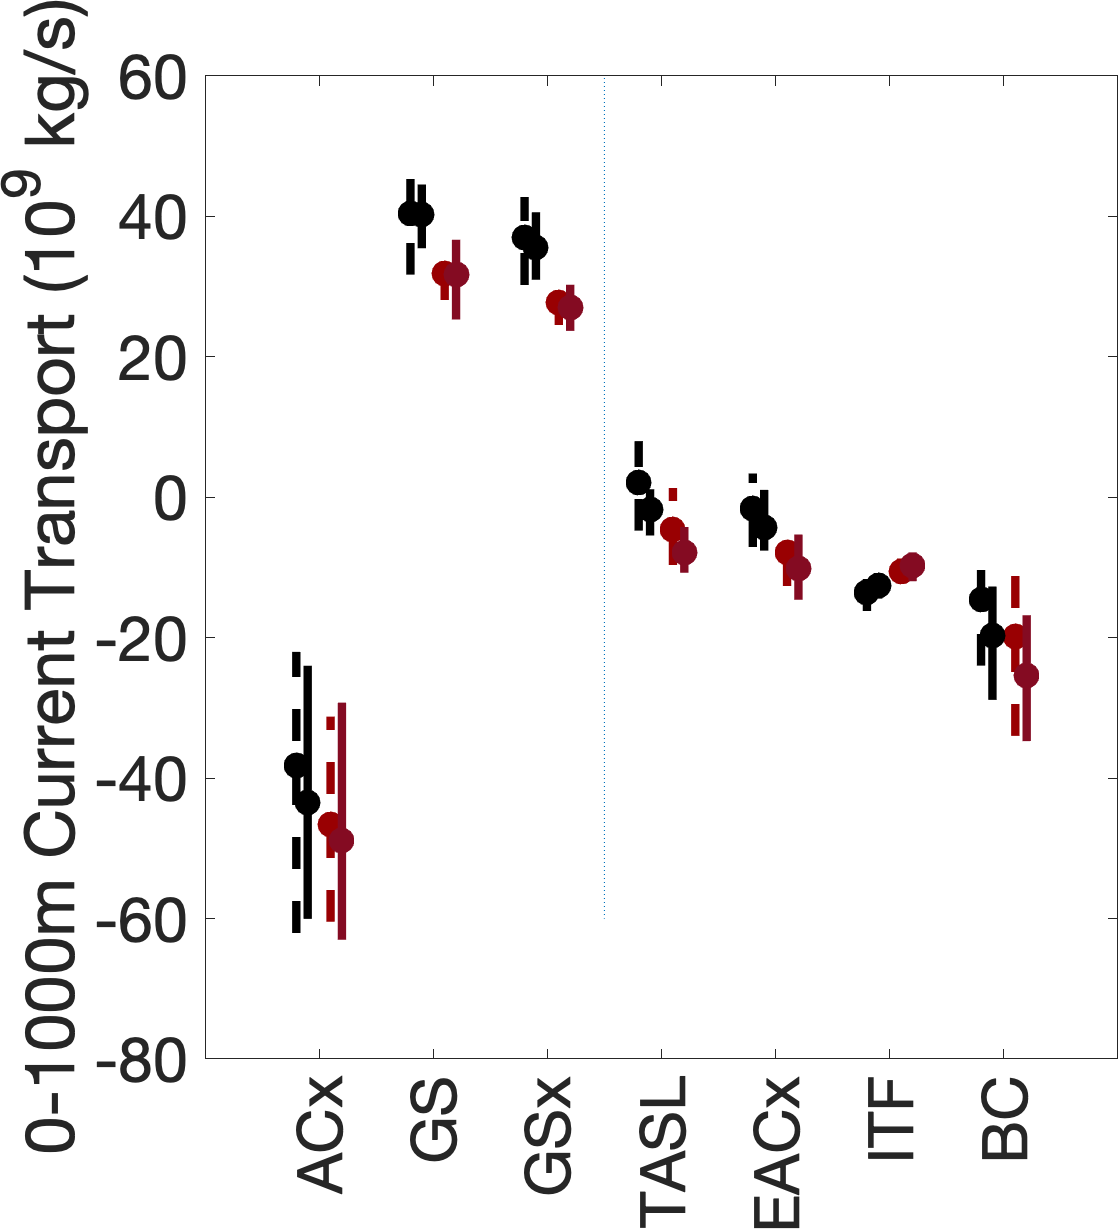 0-1000m Current Transport (10⁹ kg/s)
60
40
20
0
-20
-40
-60
-80
ACx
GS
GSx
TASL
EACx
ITF
BC